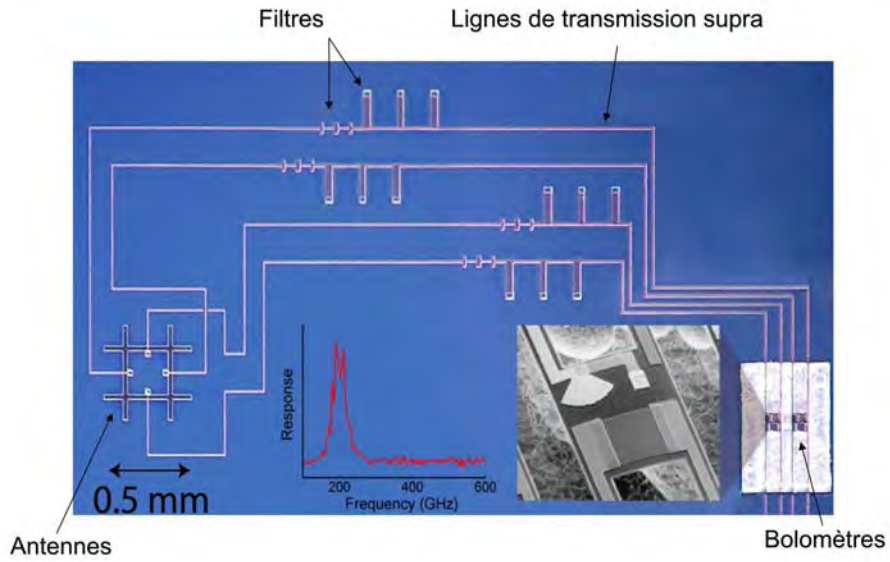 Filtres
Lignes de transmission supra
Response
200
400
600
Frequency (GHz)
0.5 mm
Antennes
Bolomètres